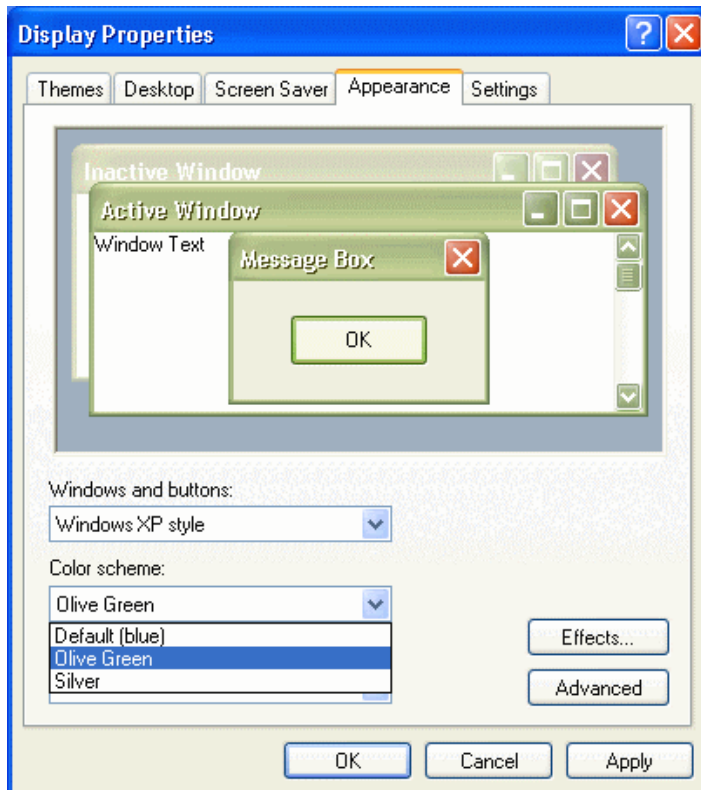 Display Properties
Themes Desktop Screen Saver Appearance Settings
Inactive Window
Active Window
Window Text
Message Box
OK
Windows and buttons:
Windows XP style
Color scheme:
Olive Green
Default (blue)
Olive Green
Silver
Effects...
Advanced
OK Cancel Apply